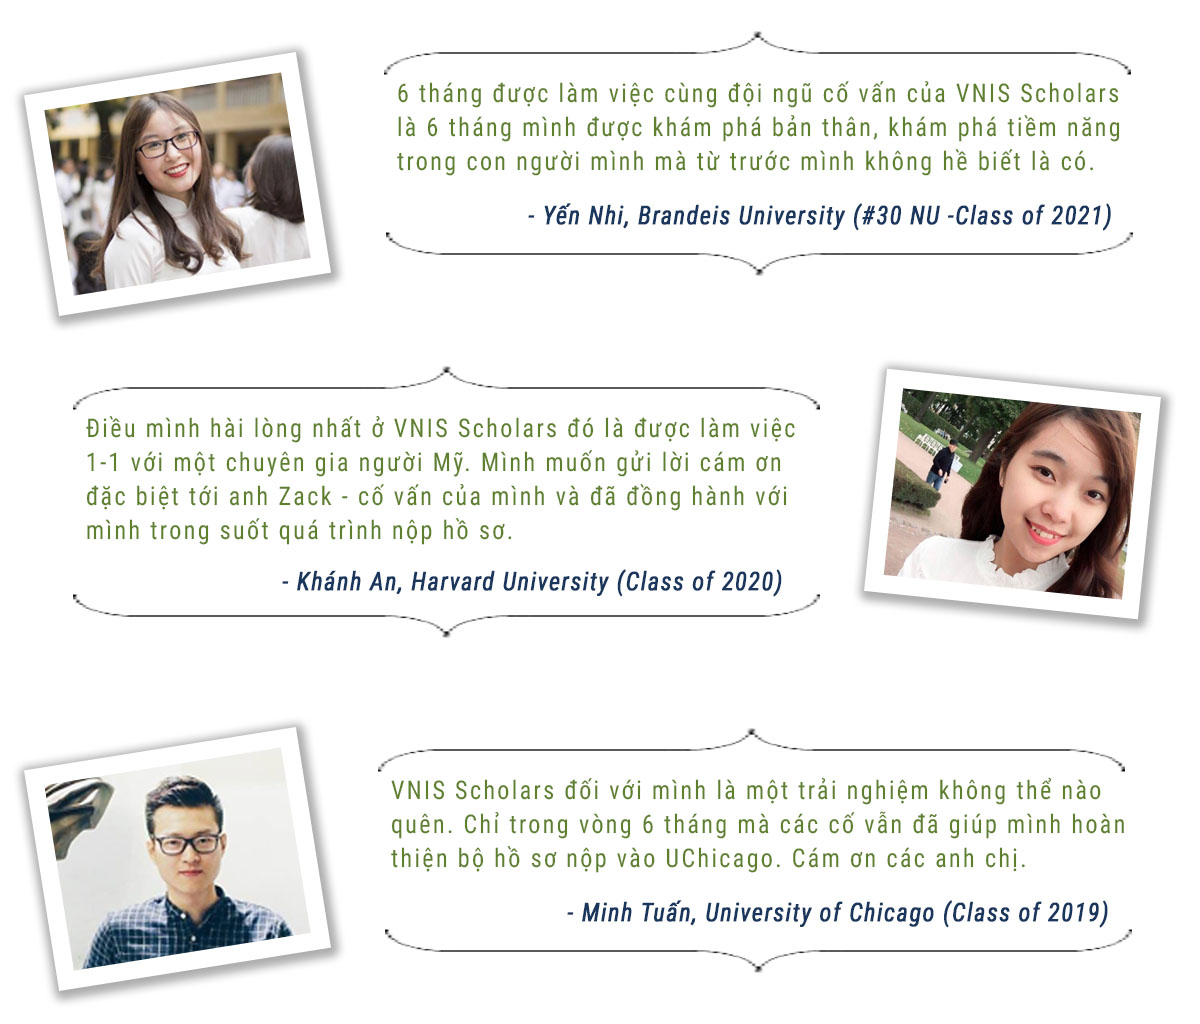 6 tháng được làm việc cùng đội ngũ cố vấn của VNIS Scholars
là 6 tháng mình được khám phá bản thân, khám phá tiềm năng
trong con người mình mà từ trước mình không hề biết là có.
- Yến Nhi, Brandeis University (#30 NU -Class of 2021)
Điều mình hài lòng nhất ở VNIS Scholars đó là được làm việc
1-1 với một chuyên gia người Mỹ. Mình muốn gửi lời cám ơn
đặc biệt tới anh Zack - cố vấn của mình và đã đồng hành với
mình trong suốt quá trình nộp hồ sơ.
- Khánh An, Harvard University (Class of 2020)
VNIS Scholars đối với mình là một trải nghiệm không thể nào
quên. Chỉ trong vòng 6 tháng mà các cố vẫn đã giúp mình hoàn
thiện bộ hồ sơ nộp vào UChicago. Cám ơn các anh chị.
- Minh Tuấn, University of Chicago (Class of 2019)